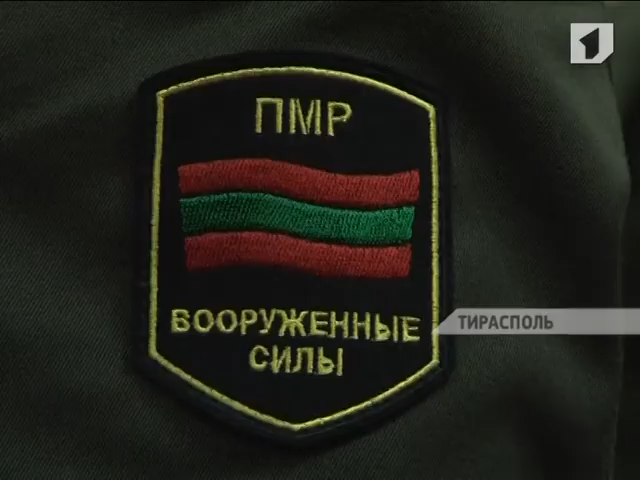 1
ПМР
ВООРУЖЕННЫЕ
СИЛЫ
ТИРАСПОЛЬ